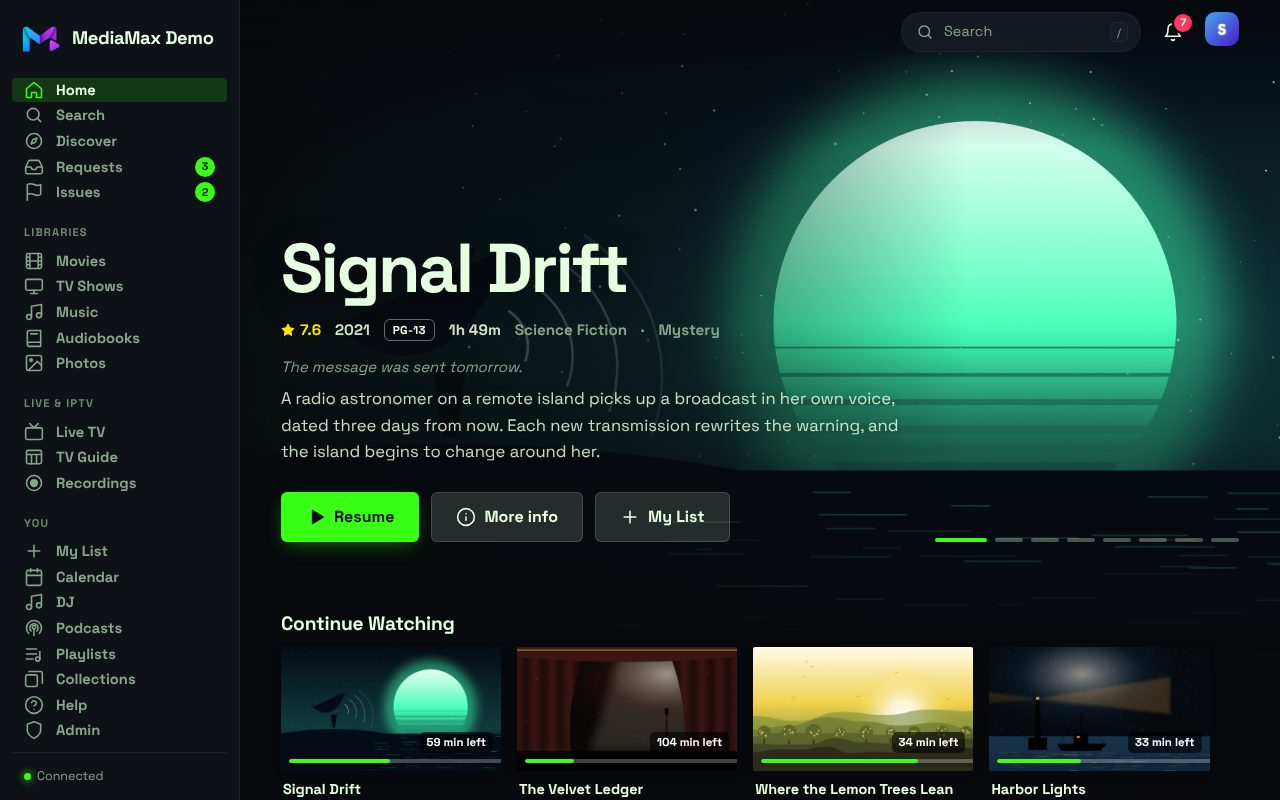 MediaMax Demo
Search
/
7
S
Home
Search
Discover
Requests
3
Issues
2
LIBRARIES
Movies
TV Shows
Music
Audiobooks
Photos
LIVE & IPTV
Live TV
TV Guide
Recordings
YOU
My List
Calendar
DJ
Podcasts
Playlists
Collections
Help
Admin
Connected
Signal Drift
7.6 2021 PG-13 1h 49m Science Fiction · Mystery
The message was sent tomorrow.
A radio astronomer on a remote island picks up a broadcast in her own voice,
dated three days from now. Each new transmission rewrites the warning, and
the island begins to change around her.
Resume
More info
My List
Continue Watching
59 min left
Signal Drift
104 min left
The Velvet Ledger
34 min left
Where the Lemon Trees Lean
33 min left
Harbor Lights